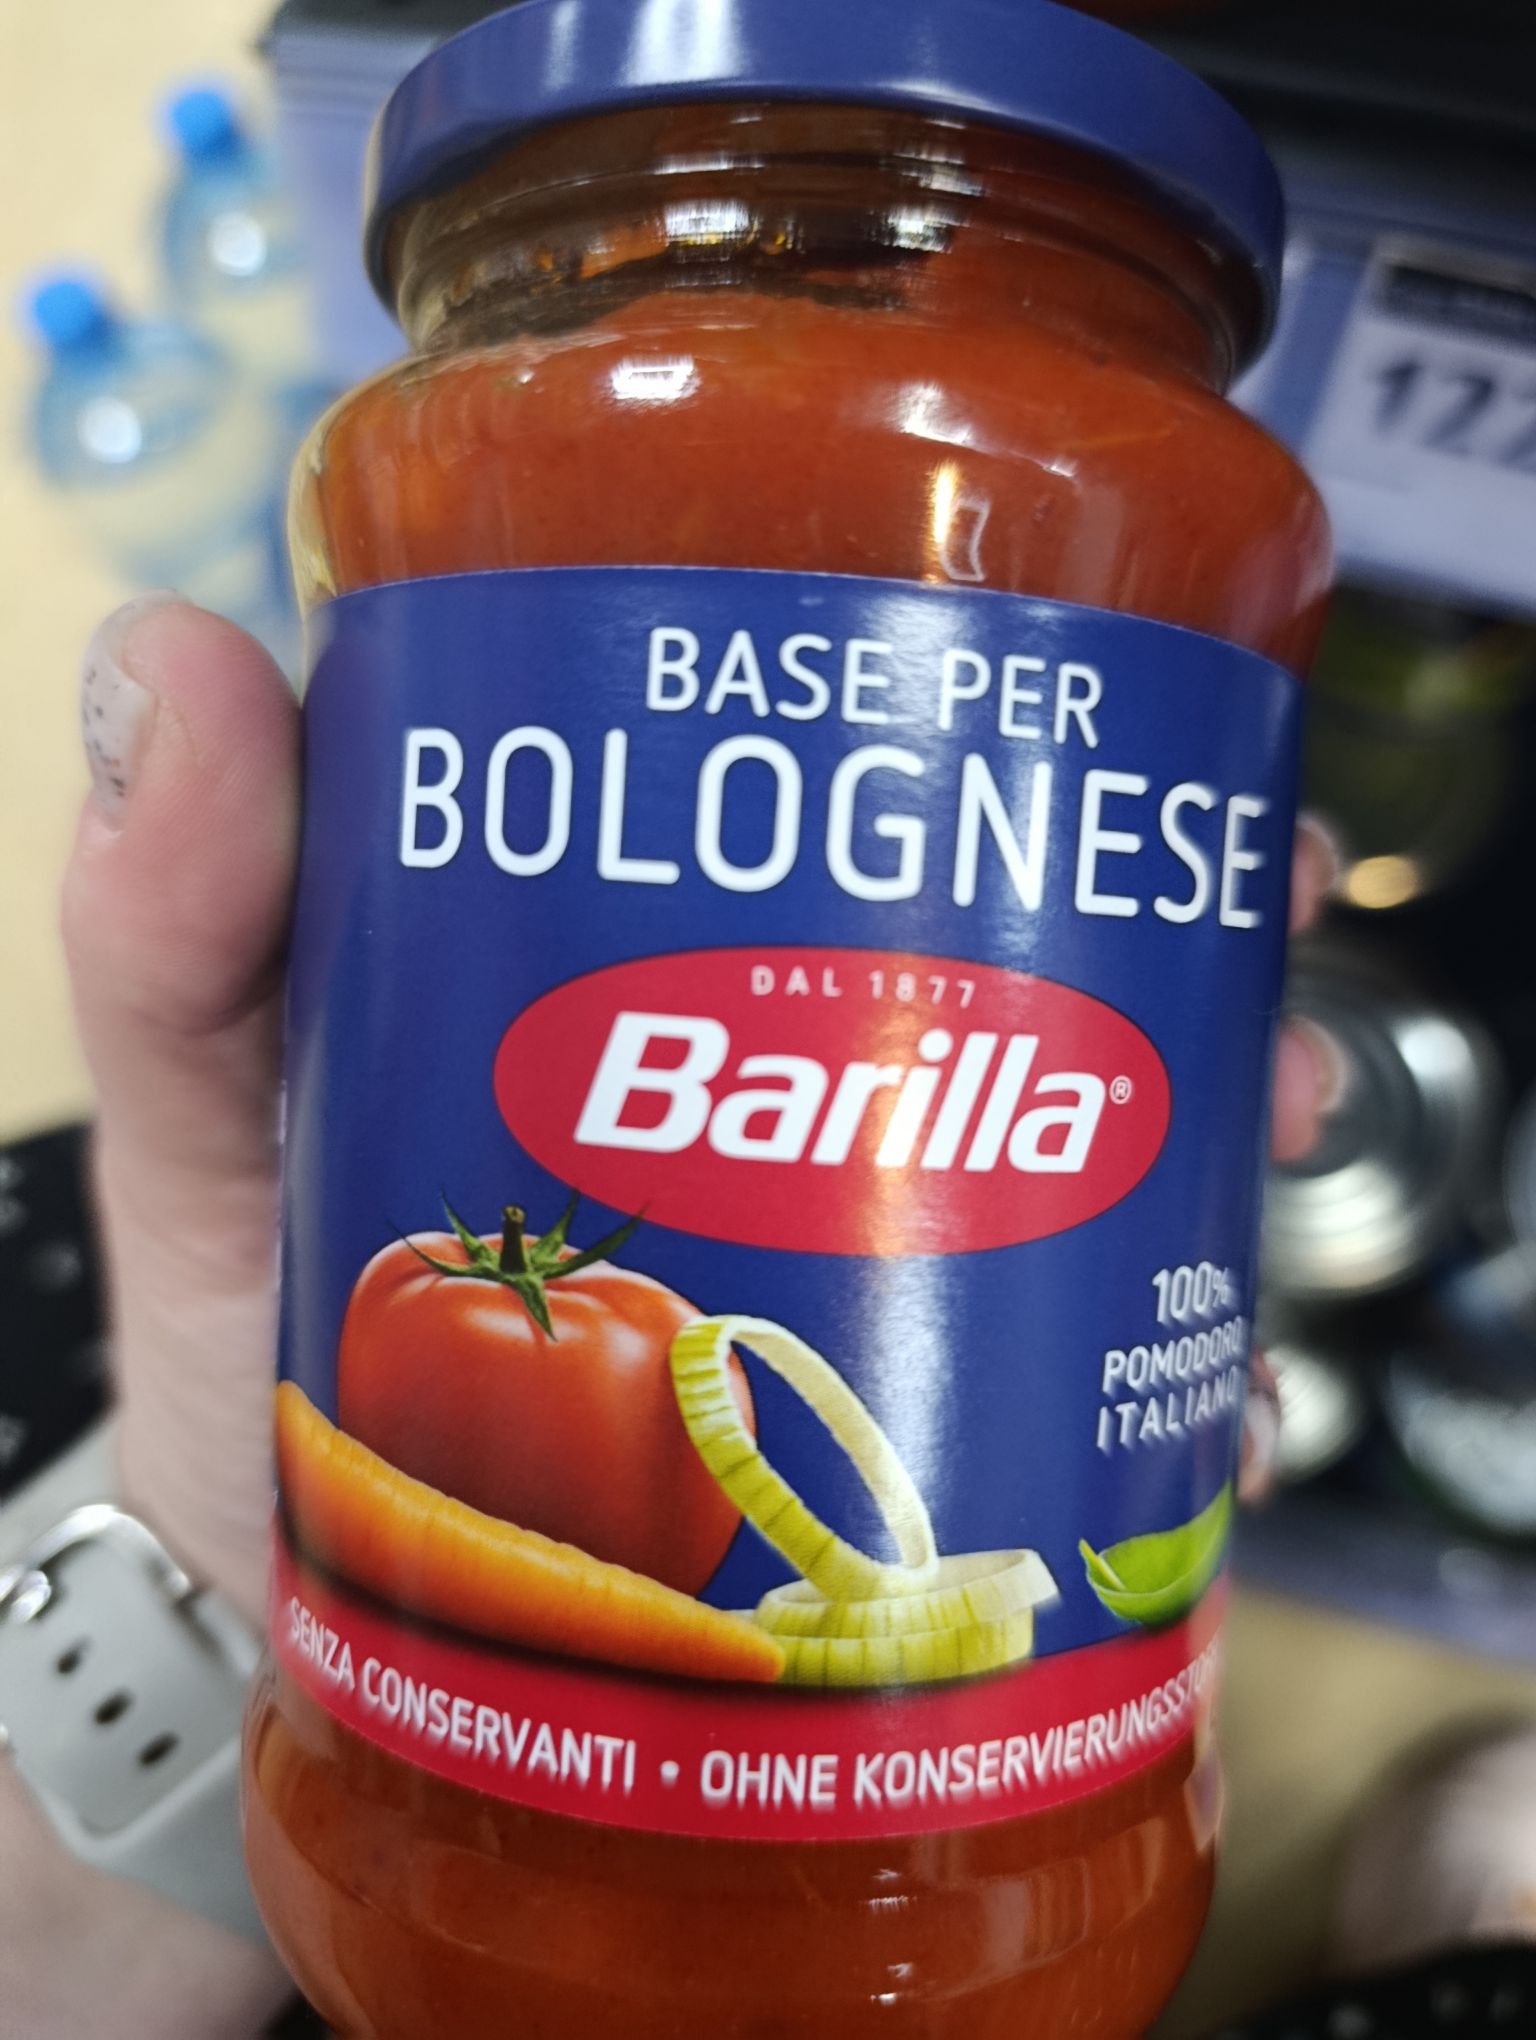 BASE PER
BOLOGNESE
DAL 1877
Barilla®
100%
POMODORO
ITALIANO
SENZA CONSERVANTI • OHNE